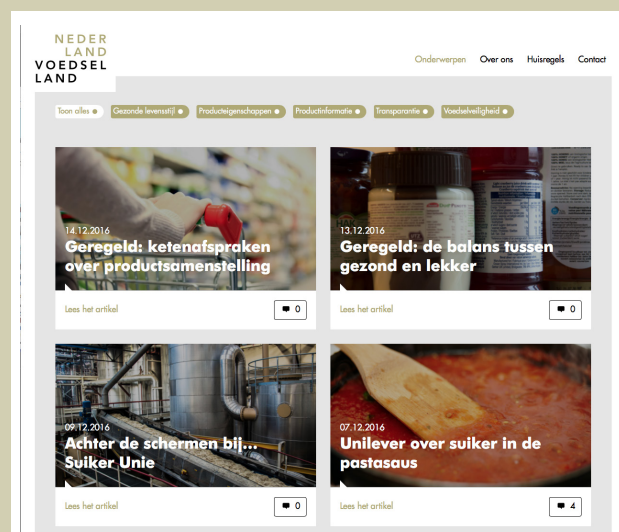 NEDER
LAND
VOEDSEL
LAND
Onderwerpen Over ons Huisregels Contact
Toon alles Gezonde levensstijl Producteigenschappen Productinformatie Transparantie Voedselveiligheid
14.12.2016
Geregeld: ketenafspraken
over productsamenstelling
Lees het artikel 0
13.12.2016
Geregeld: de balans tussen
gezond en lekker
Lees het artikel 0
09.12.2016
Achter de schermen bij...
Suiker Unie
Lees het artikel 0
07.12.2016
Unilever over suiker in de
pastasaus
Lees het artikel 4